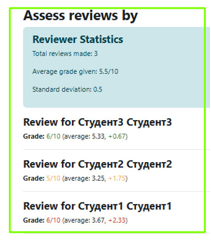 Assess reviews by
Reviewer Statistics
Total reviews made: 3
Average grade given: 5.5/10
Standard deviation: 0.5
Review for Студент3 Студент3
Grade: 6/10 (average: 5.33, +0.67)
Review for Студент2 Студент2
Grade: 5/10 (average: 3.25, +1.75)
Review for Студент1 Студент1
Grade: 6/10 (average: 3.67, +2.33)